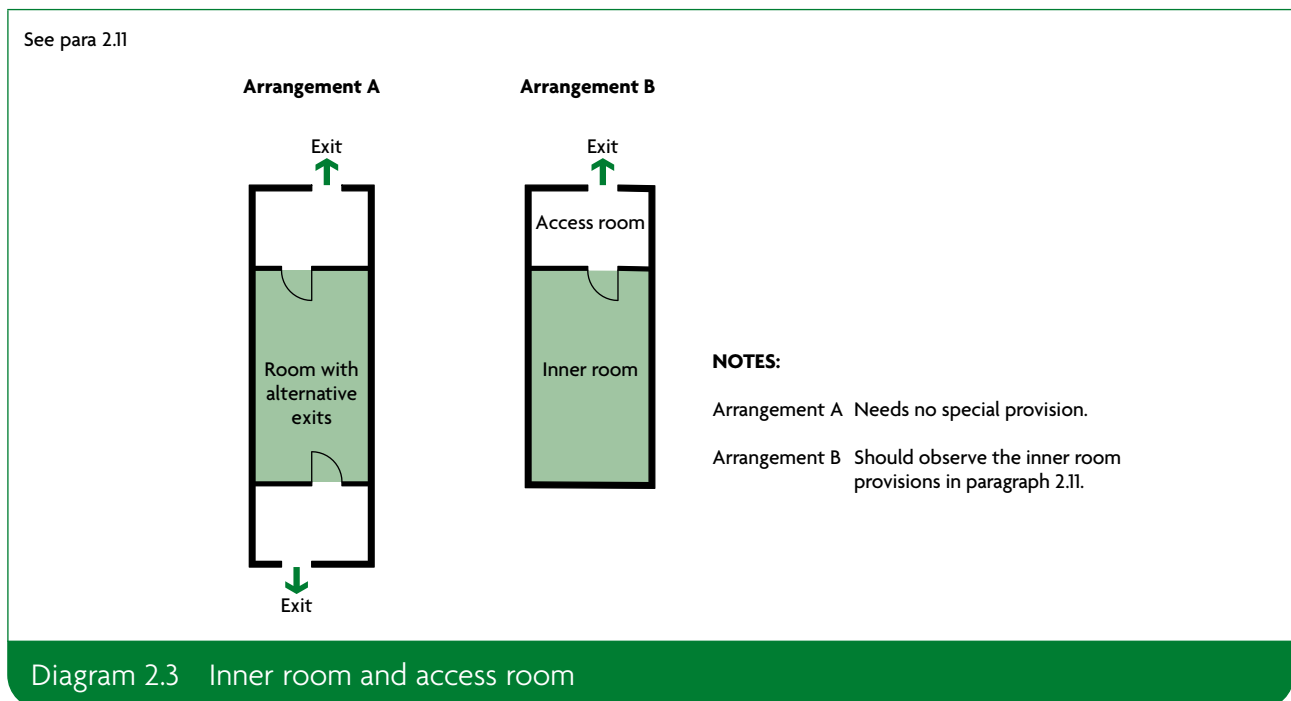 See para 2.11
Arrangement A
Exit
Room with
alternative
exits
Exit
Arrangement B
Exit
Access room
Inner room
NOTES:
Arrangement A Needs no special provision.
Arrangement B Should observe the inner room
provisions in paragraph 2.11.
Diagram 2.3 Inner room and access room